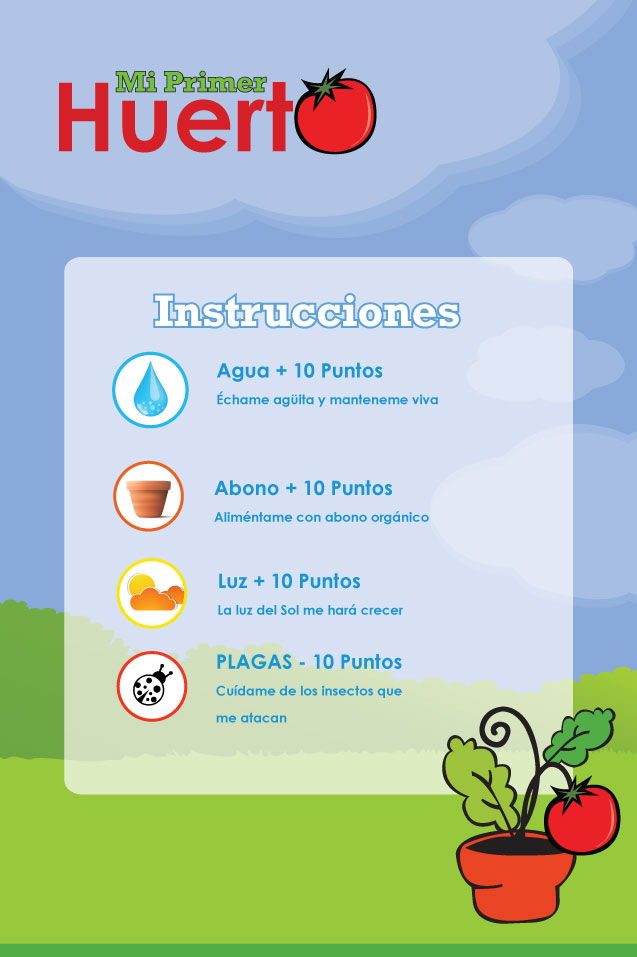 Mi Primer
Huerto
Instrucciones
Agua + 10 Puntos
Échame agüita y manteneme viva
Abono + 10 Puntos
Aliméntame con abono orgánico
Luz + 10 Puntos
La luz del Sol me hará crecer
PLAGAS - 10 Puntos
Cuídame de los insectos que
me atacan